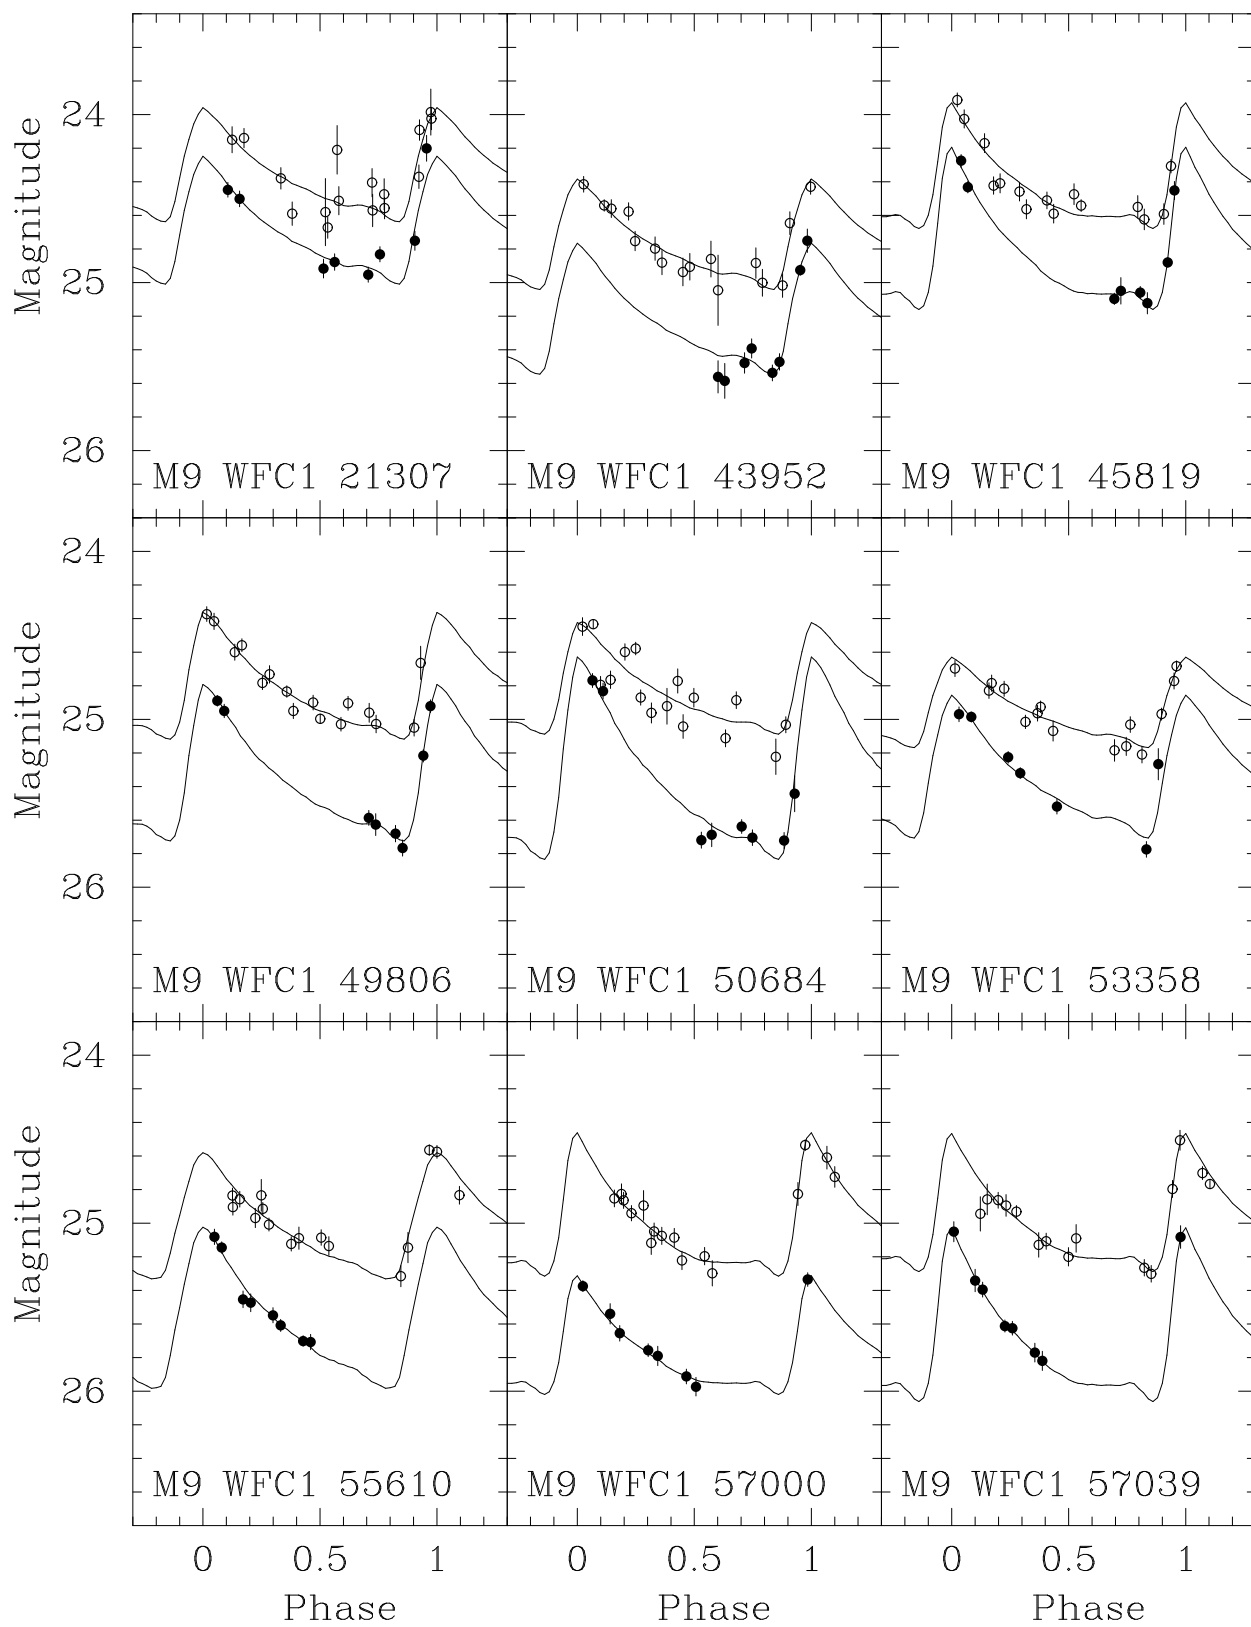 Magnitude
24
25
26
M9 WFC1 21307
M9 WFC1 43952
M9 WFC1 45819
Magnitude
24
25
26
M9 WFC1 49806
M9 WFC1 50684
M9 WFC1 53358
Magnitude
24
25
26
M9 WFC1 55610
M9 WFC1 57000
M9 WFC1 57039
0 0.5 1
0 0.5 1
0 0.5 1
Phase
Phase
Phase